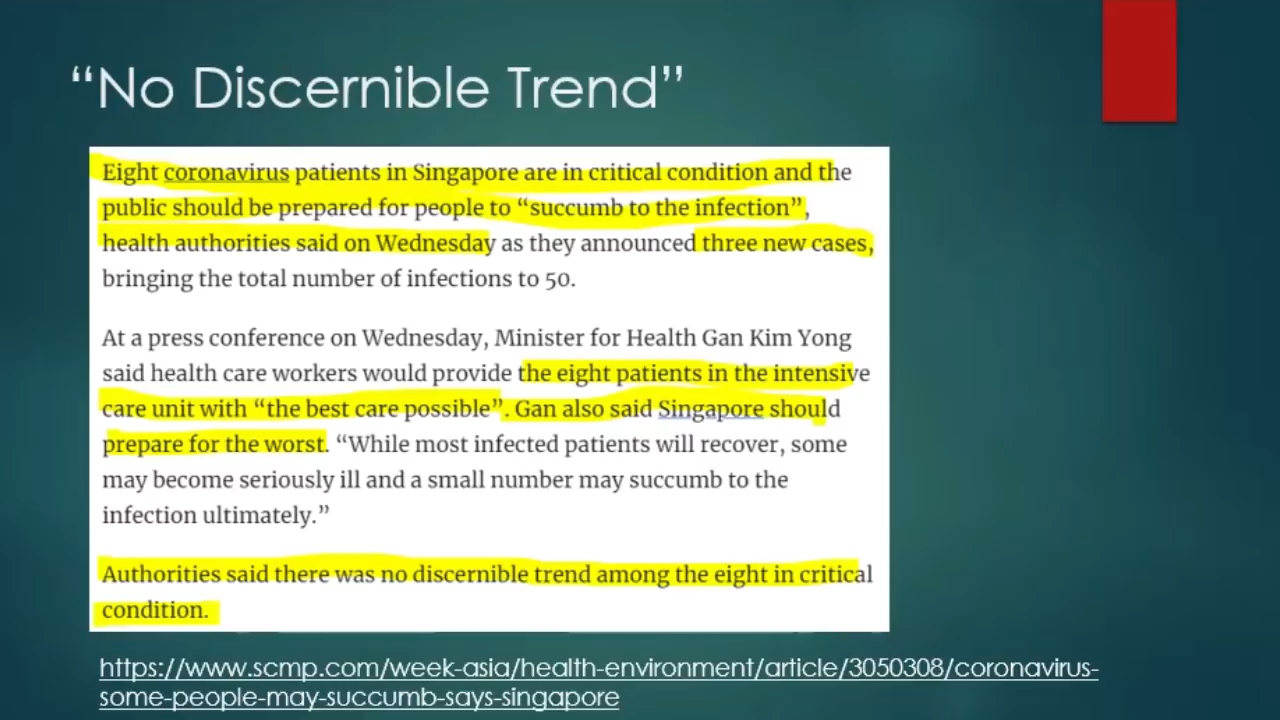 “No Discernible Trend”
Eight coronavirus patients in Singapore are in critical condition and the
public should be prepared for people to “succumb to the infection”,
health authorities said on Wednesday as they announced three new cases,
bringing the total number of infections to 50.
At a press conference on Wednesday, Minister for Health Gan Kim Yong
said health care workers would provide the eight patients in the intensive
care unit with “the best care possible”. Gan also said Singapore should
prepare for the worst. “While most infected patients will recover, some
may become seriously ill and a small number may succumb to the
infection ultimately.”
Authorities said there was no discernible trend among the eight in critical
condition.
https://www.scmp.com/week-asia/health-environment/article/3050308/coronavirus-
some-people-may-succumb-says-singapore